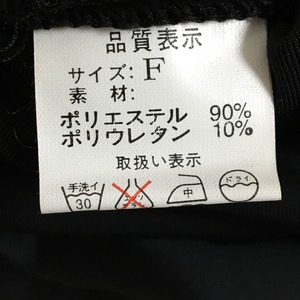 品質表示
サイズ: F
素 材:
ポリエステル 90%
ポリウレタン 10%
取扱い表示
手洗イ 30 中 ドライ